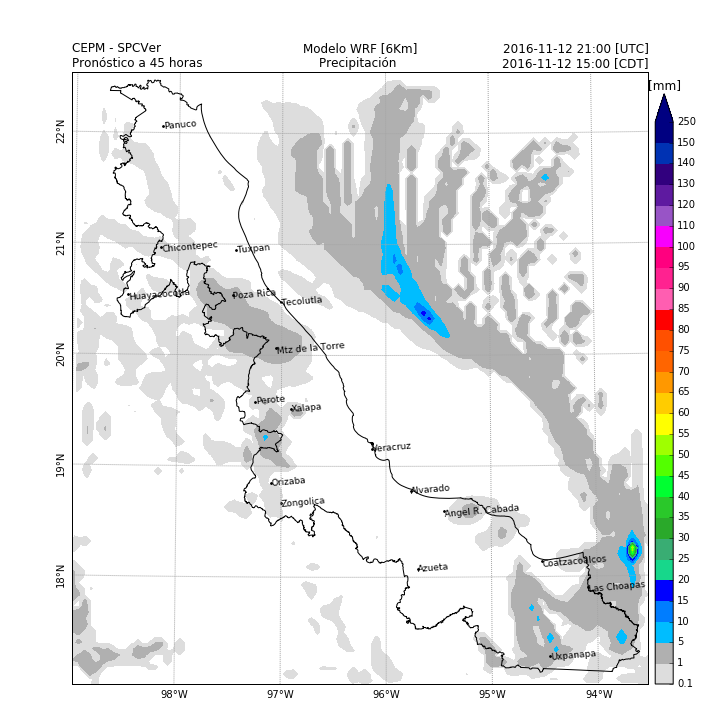 CEPM - SPCVer
Modelo WRF [6Km]
2016-11-12 21:00 [UTC]
Pronóstico a 45 horas
Precipitación
2016-11-12 15:00 [CDT]
[mm]
250
150
140
130
120
110
100
95
90
85
80
75
70
65
60
55
50
45
40
35
30
25
20
15
10
5
1
0.1
22°N
21°N
20°N
19°N
18°N
98°W
97°W
96°W
95°W
94°W
Panuco
Chicontepec
Tuxpan
Huayacocotla
Poza Rica
Tecolutla
Mtz de la Torre
Perote
Xalapa
Veracruz
Orizaba
Alvarado
Zongolica
Angel R. Cabada
Azueta
Coatzacoalcos
Las Choapas
Uxpanapa